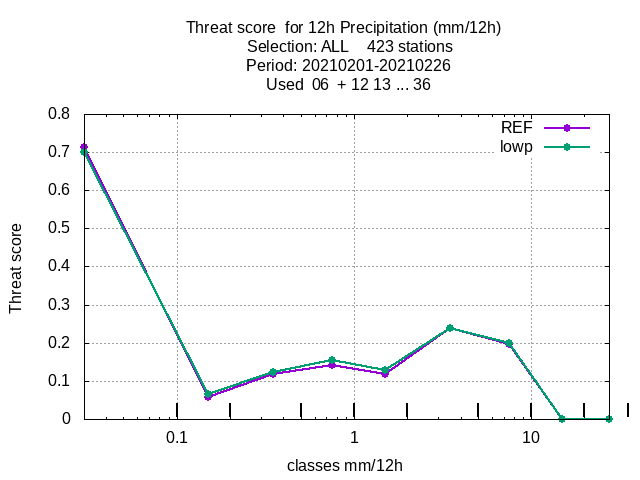 Threat score  for 12h Precipitation (mm/12h)
Selection: ALL    423 stations
Period: 20210201-20210226
Used  06  + 12 13 ... 36
REF
lowp
0.8
0.7
0.6
0.5
0.4
0.3
0.2
0.1
0
Threat score
0.1
1
10
classes mm/12h